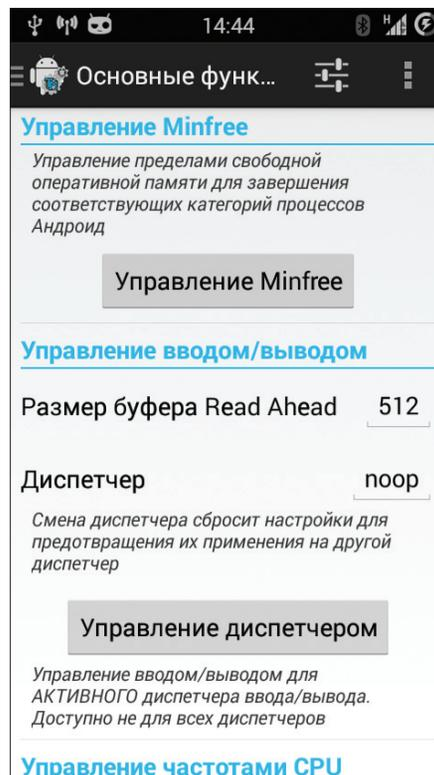 14:44
H
Основные функ...
Управление Minfree
Управление пределами свободной
оперативной памяти для завершения
соответствующих категорий процессов
Андроид
Управление Minfree
Управление вводом/выводом
Размер буфера Read Ahead 512
Диспетчер noop
Смена диспетчера сбросит настройки для
предотвращения их применения на другой
диспетчер
Управление диспетчером
Управление вводом/выводом для
АКТИВНОГО диспетчера ввода/вывода.
Доступно не для всех диспетчеров
Управление частотами CPU